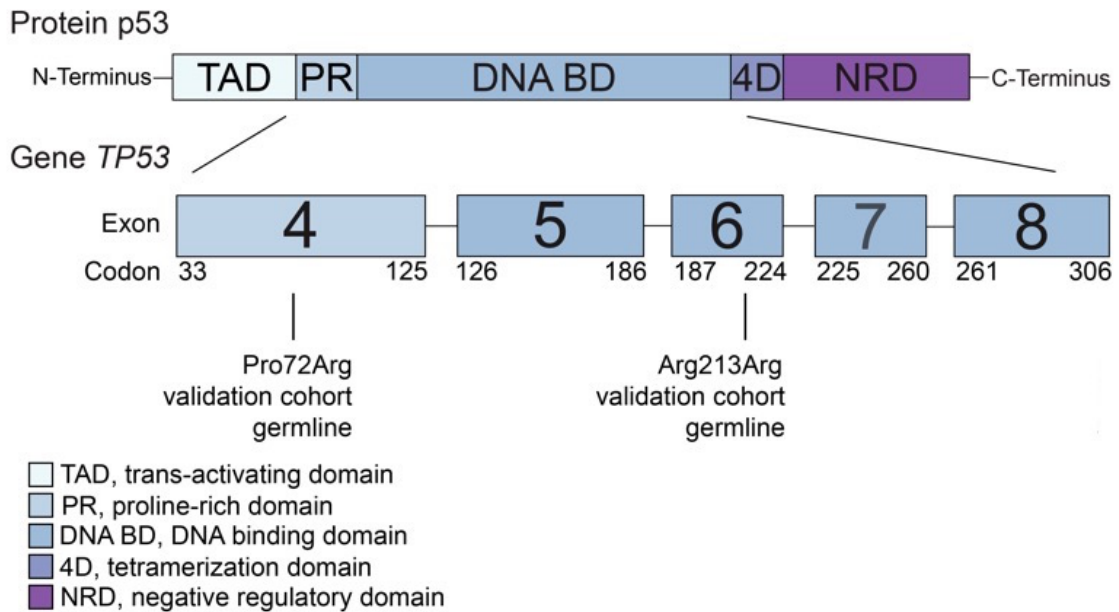 Protein p53
N-Terminus TAD PR DNA BD 4D NRD C-Terminus
Gene TP53
Exon 4 5 6 7 8
Codon 33 125 126 186 187 224 225 260 261 306
Pro72Arg
validation cohort
germline
Arg213Arg
validation cohort
germline
TAD, trans-activating domain
PR, proline-rich domain
DNA BD, DNA binding domain
4D, tetramerization domain
NRD, negative regulatory domain